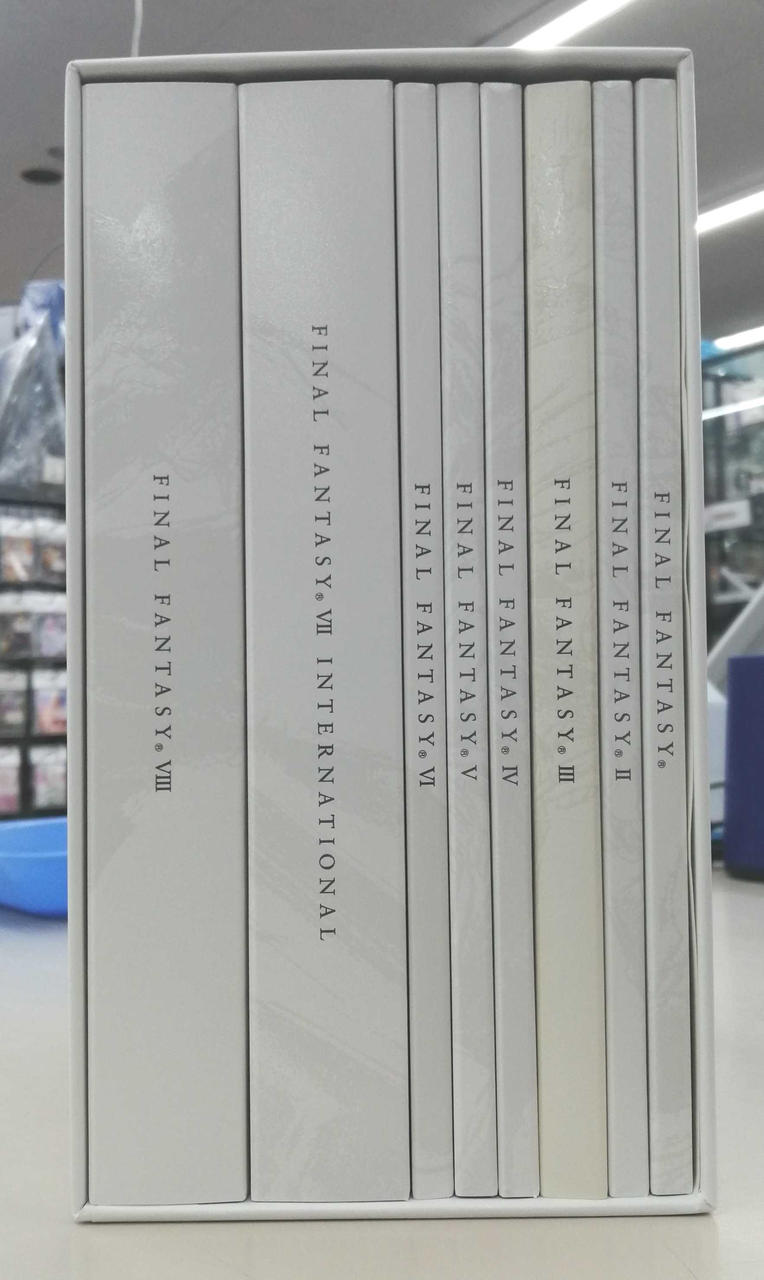 FINAL FANTASY® VIII
FINAL FANTASY® VII INTERNATIONAL
FINAL FANTASY® VI
FINAL FANTASY® V
FINAL FANTASY® IV
FINAL FANTASY® III
FINAL FANTASY® II
FINAL FANTASY®